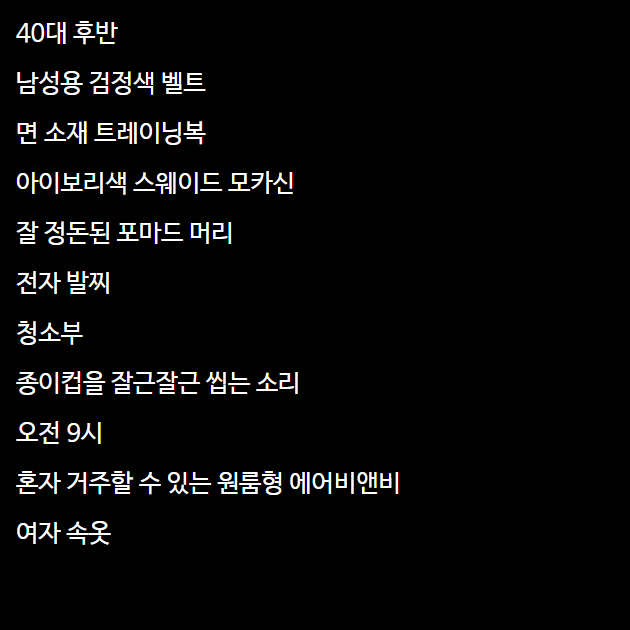 40대 후반
남성용 검정색 벨트
면 소재 트레이닝복
아이보리색 스웨이드 모카신
잘 정돈된 포마드 머리
전자 발찌
청소부
종이컵을 잘근잘근 씹는 소리
오전 9시
혼자 거주할 수 있는 원룸형 에어비앤비
여자 속옷